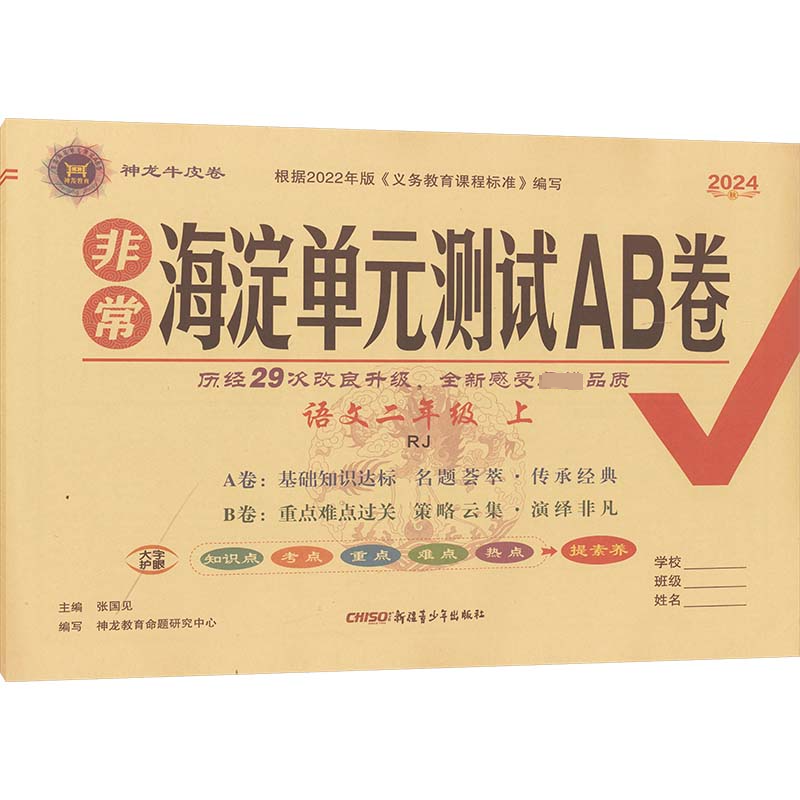 神龙牛皮卷
神龙教育
根据2022年版《义务教育课程标准》编写
2024
秋
非常
海淀单元测试AB卷
历经29次改良升级,全新感受 品质
语文二年级 上
RJ
A卷:基础知识达标 名题荟萃·传承经典
B卷:重点难点过关 策略云集·演绎非凡
大字护眼
知识点 考点 重点 难点 热点 提素养
学校
班级
姓名
主编 张国见
编写 神龙教育命题研究中心
CHISO 新疆青少年出版社